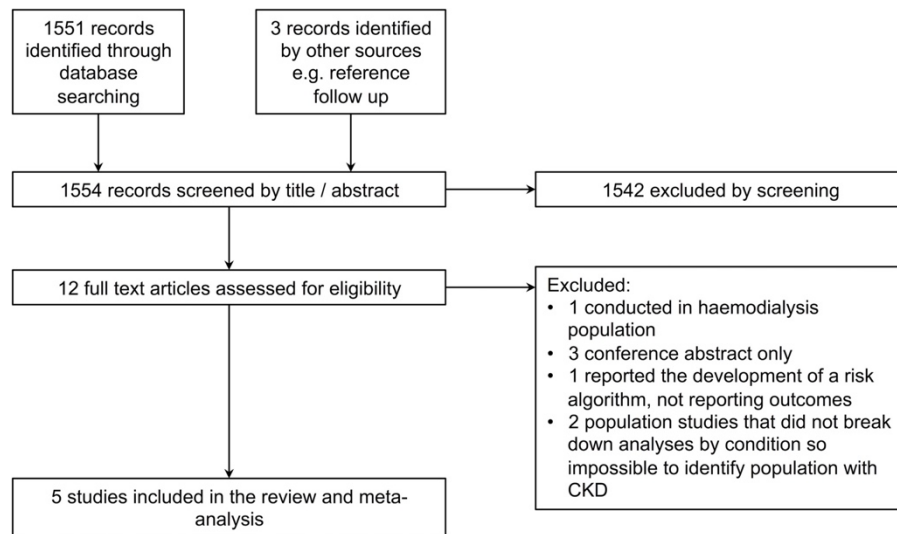 1551 records
identified through
database
searching
3 records identified
by other sources
e.g. reference
follow up
1554 records screened by title / abstract
1542 excluded by screening
12 full text articles assessed for eligibility
Excluded:
• 1 conducted in haemodialysis
population
• 3 conference abstract only
• 1 reported the development of a risk
algorithm, not reporting outcomes
• 2 population studies that did not break
down analyses by condition so
impossible to identify population with
CKD
5 studies included in the review and meta-
analysis